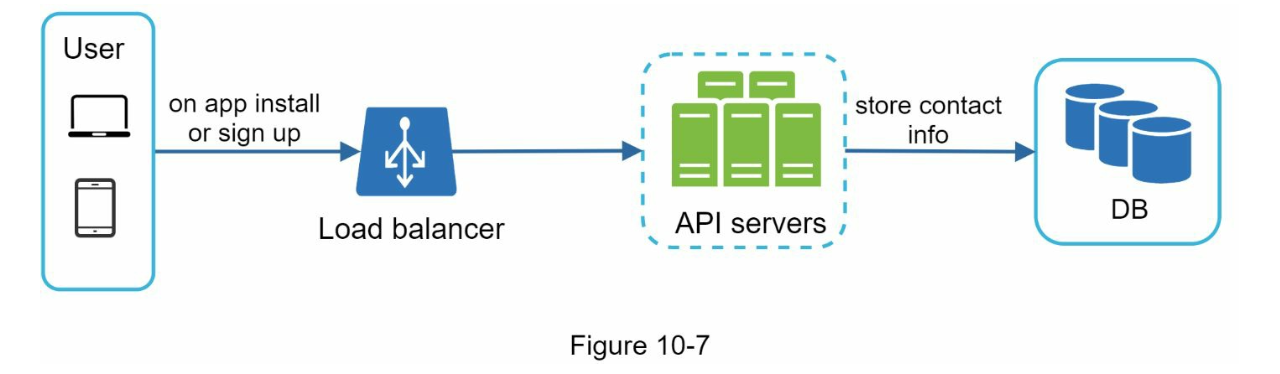 User
on app install
or sign up
Load balancer
API servers
store contact
info
DB
Figure 10-7